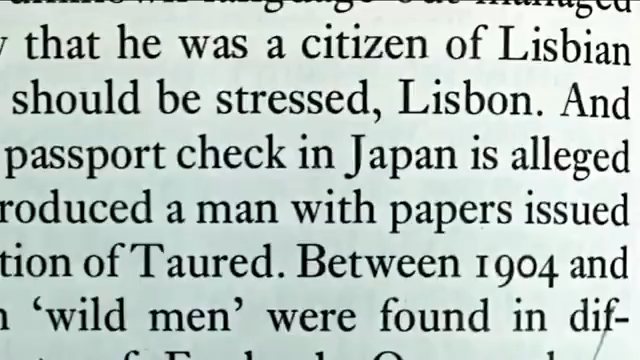 that he was a citizen of Lisbian
should be stressed, Lisbon. And
passport check in Japan is alleged
roduced a man with papers issued
tion of Taured. Between 1904 and
‘wild men’ were found in dif-